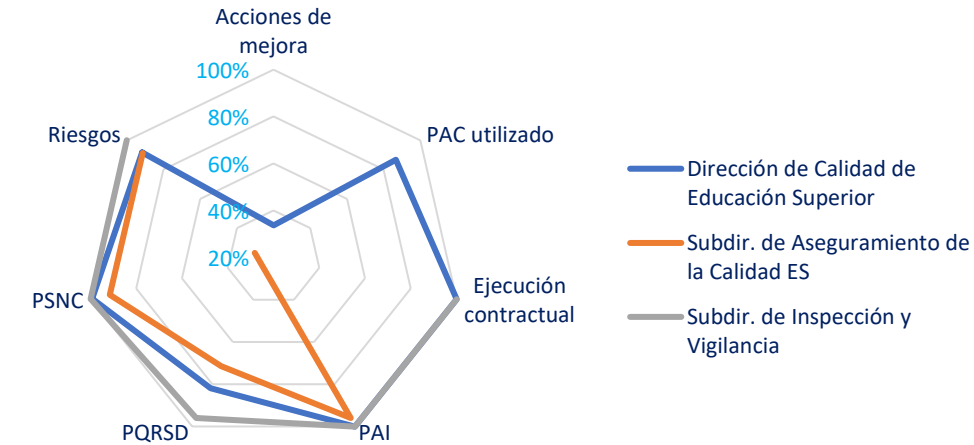 Acciones de
mejora
100%
80%
60%
40%
20%
PAC utilizado
Ejecución
contractual
PAI
PQRSD
PSNC
Riesgos
Dirección de Calidad de
Educación Superior
Subdir. de Aseguramiento de
la Calidad ES
Subdir. de Inspección y
Vigilancia